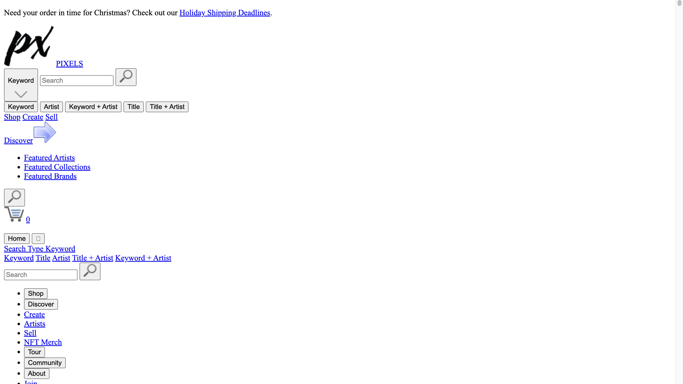 Need your order in time for Christmas? Check out our Holiday Shipping Deadlines.
px PIXELS
Keyword
Keyword Artist Keyword + Artist Title Title + Artist
Shop Create Sell
Discover
Featured Artists
Featured Collections
Featured Brands
0
Home
Search Type Keyword
Keyword Title Artist Title + Artist Keyword + Artist
Search
Shop
Discover
Create
Artists
Sell
NFT Merch
Tour
Community
About
Join